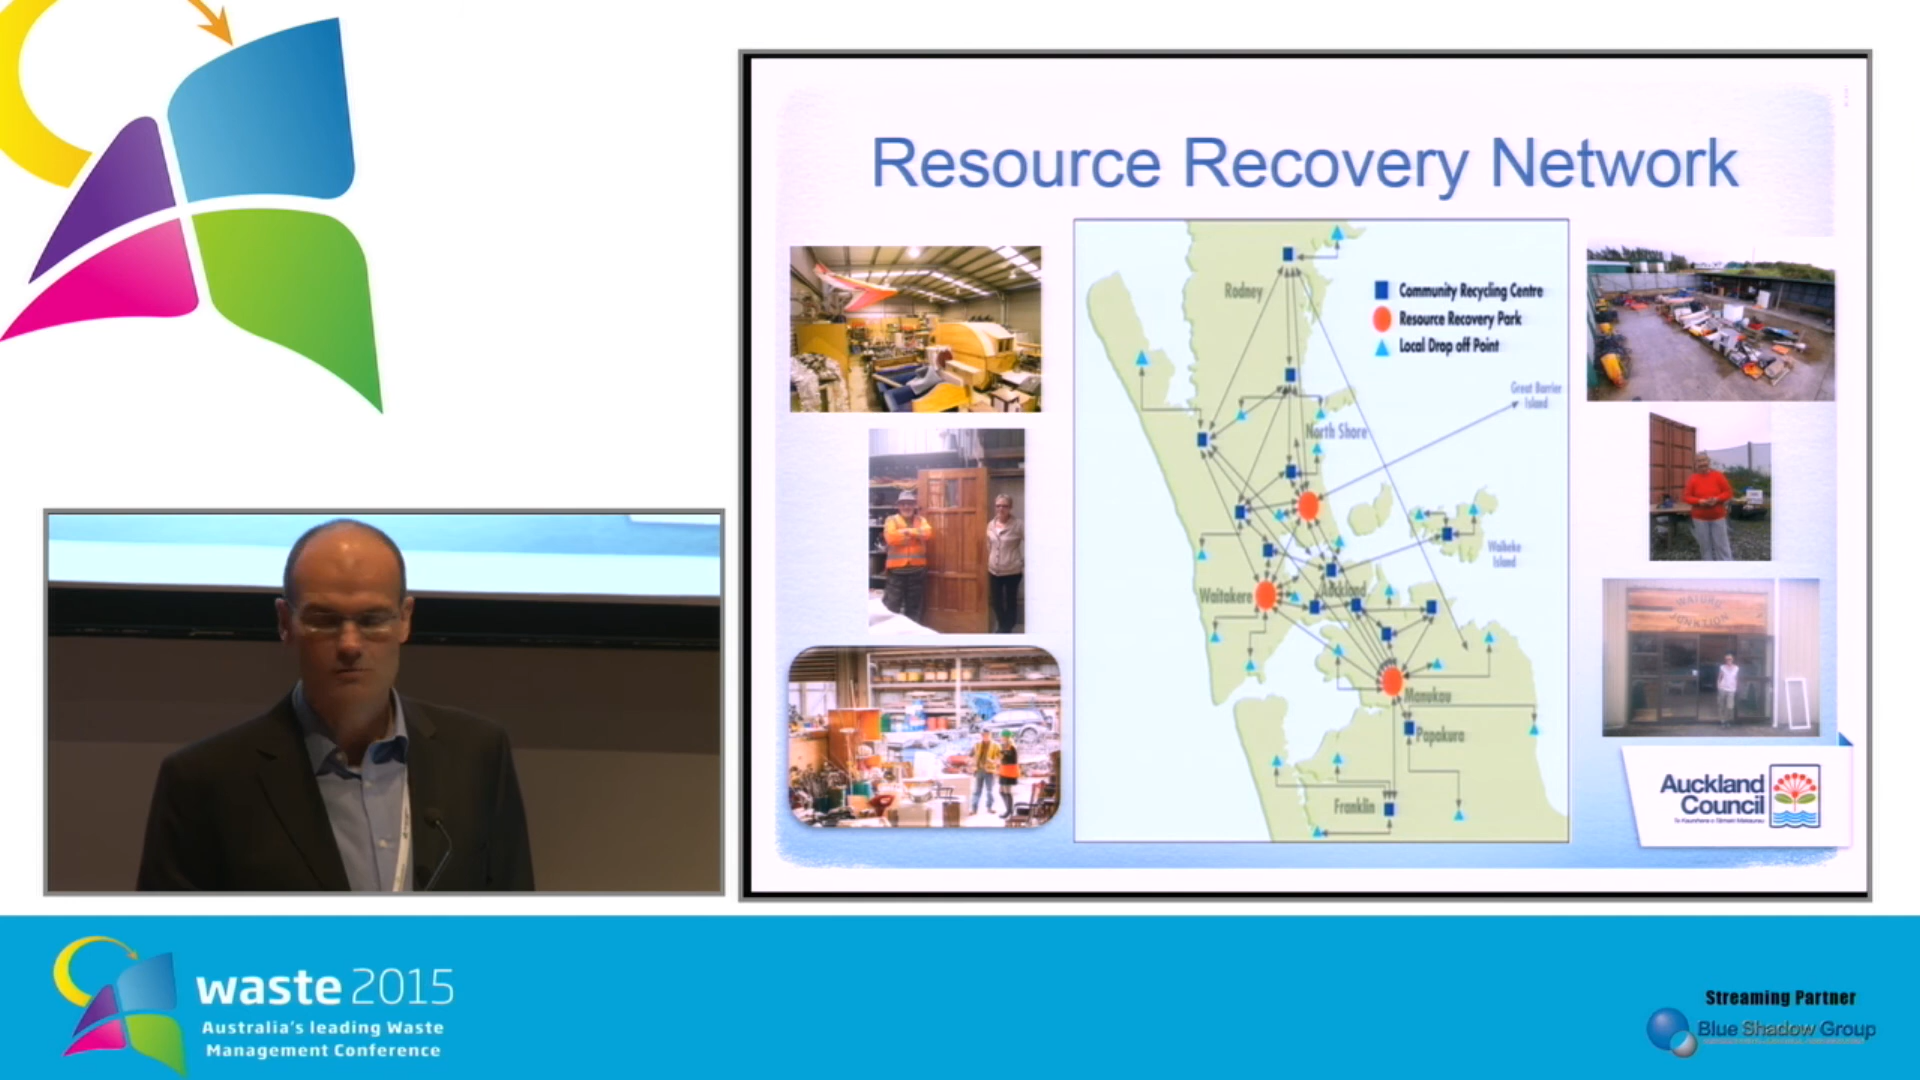 Resource Recovery Network
Rodney
Community Recycling Centre
Resource Recovery Park
Local Drop off Point
Great Barrier
Island
North Shore
Waiheke
Island
Waitakere
Auckland
Manukau
Papakura
Franklin
WAIUKU
JUNKTION
Auckland
Council
waste 2015
Australia's leading Waste
Management Conference
Streaming Partner
Blue Shadow Group